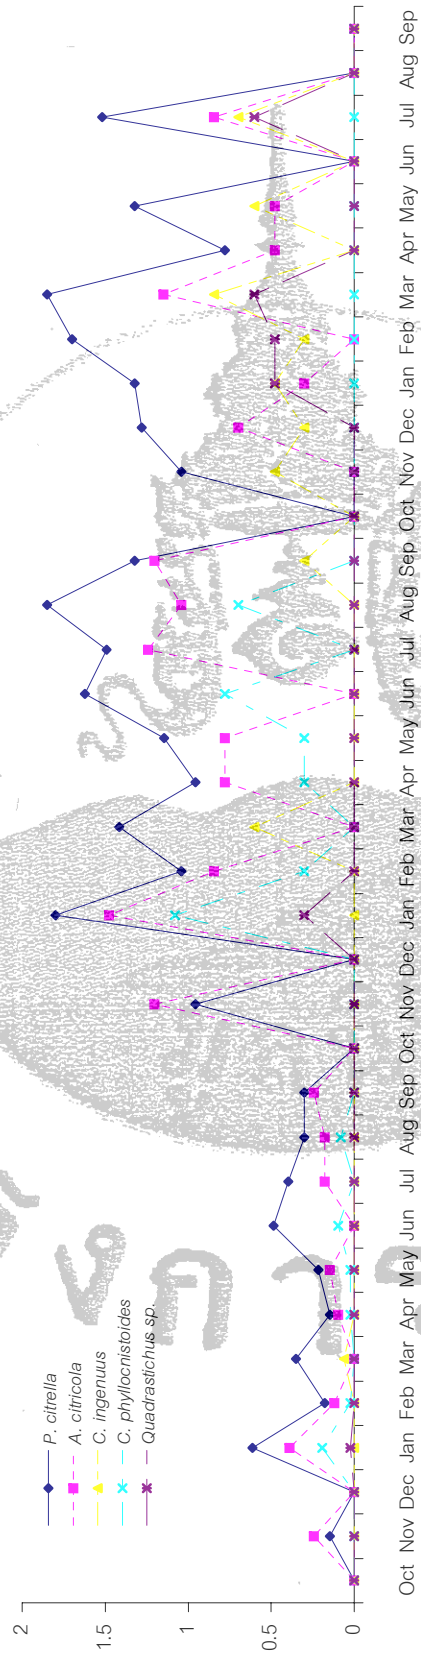 P. citrella
A. citricola
C. ingenuus
C. phyllocnistoides
Quadrastichus sp.
2
1.5
1
0.5
0
Oct Nov Dec Jan Feb Mar Apr May Jun Jul Aug Sep Oct Nov Dec Jan Feb Mar Apr May Jun Jul Aug Sep Oct Nov Dec Jan Feb Mar Apr May Jun Jul Aug Sep